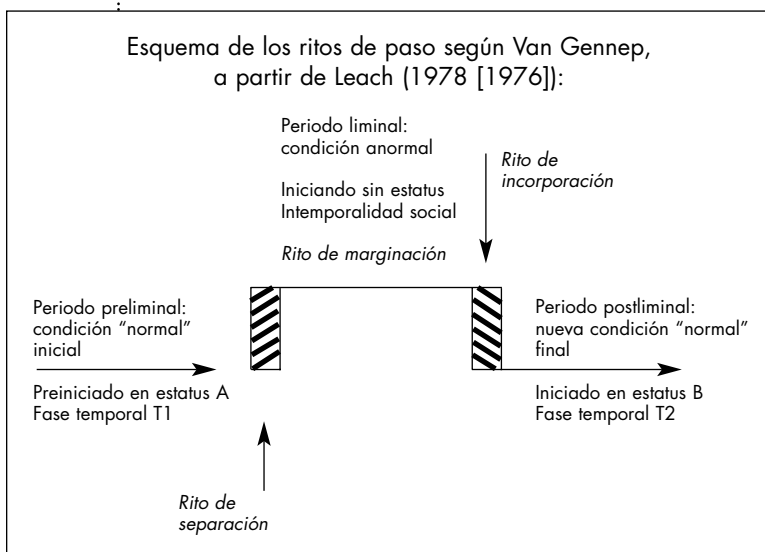 Esquema de los ritos de paso según Van Gennep,
a partir de Leach (1978 [1976]):
Periodo liminal:
condición anormal
Iniciando sin estatus
Intemporalidad social
Rito de marginación
Rito de
incorporación
Periodo preliminal:
condición “normal”
inicial
Preiniciado en estatus A
Fase temporal T1
Periodo postliminal:
nueva condición “normal”
final
Iniciado en estatus B
Fase temporal T2
Rito de
separación